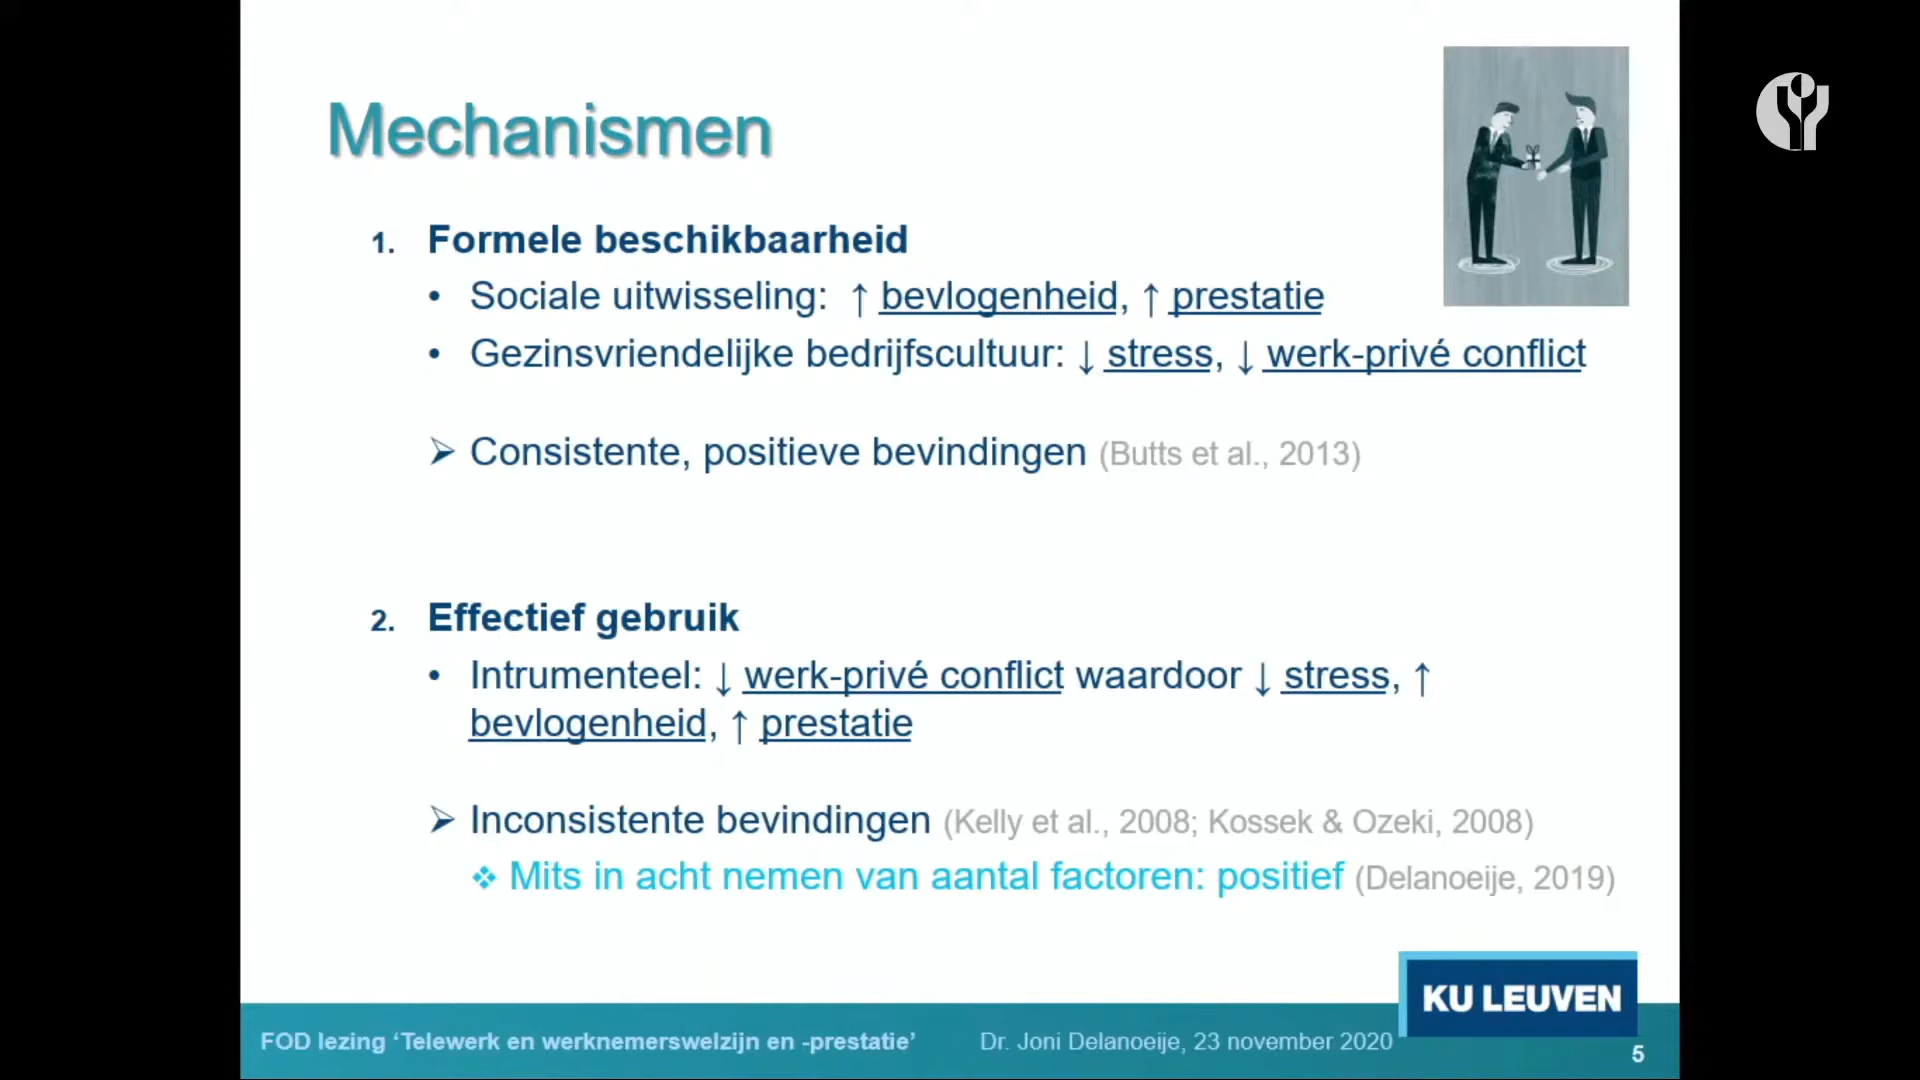 Mechanismen
1. Formele beschikbaarheid
• Sociale uitwisseling: ↑ bevlogenheid, ↑ prestatie
• Gezinsvriendelijke bedrijfscultuur: ↓ stress, ↓ werk-privé conflict
➢ Consistente, positieve bevindingen (Butts et al., 2013)
2. Effectief gebruik
• Intrumenteel: ↓ werk-privé conflict waardoor ↓ stress, ↑
bevlogenheid, ↑ prestatie
➢ Inconsistente bevindingen (Kelly et al., 2008; Kossek & Ozeki, 2008)
❖ Mits in acht nemen van aantal factoren: positief (Delanoeije, 2019)
KU LEUVEN
FOD lezing ‘Telewerk en werknemerswelzijn en -prestatie’ Dr. Joni Delanoeije, 23 november 2020
5